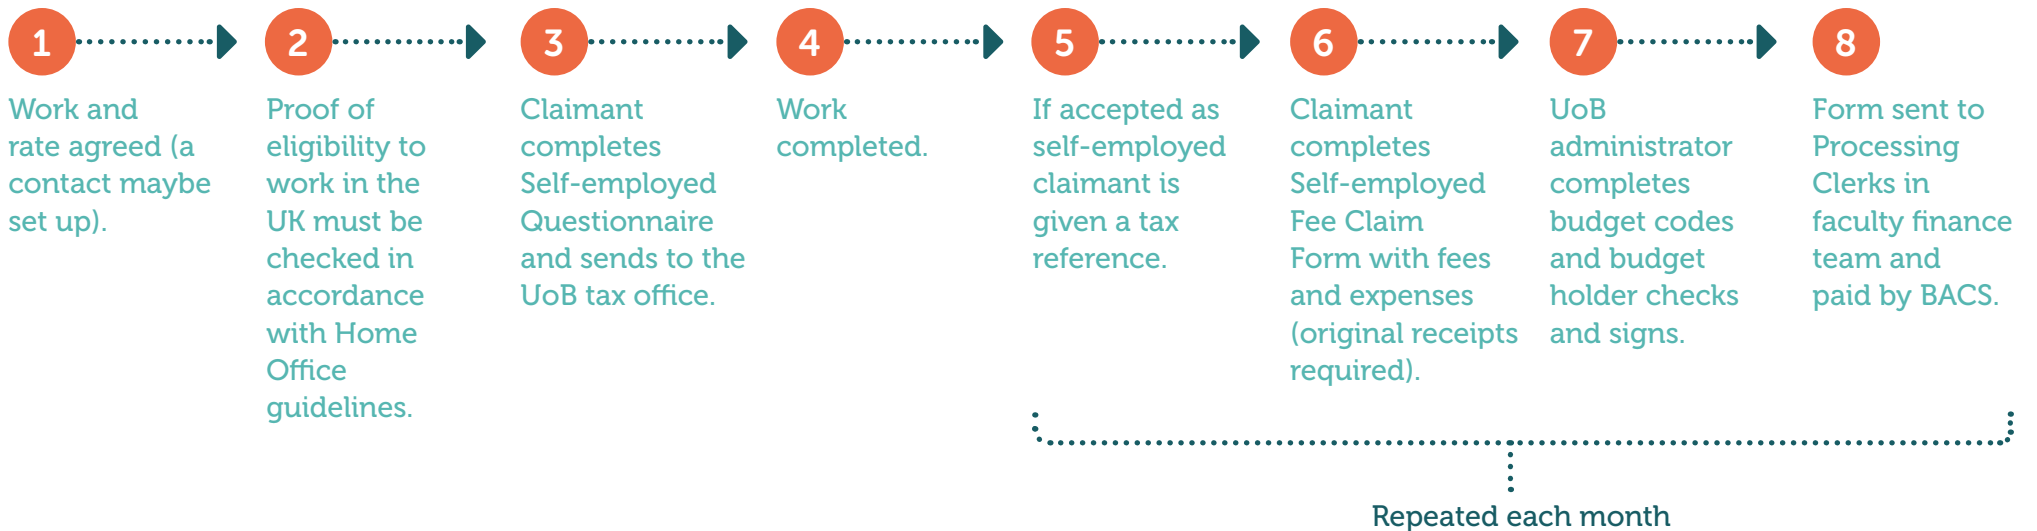 1
Work and
rate agreed (a
contact maybe
set up).
2
Proof of
eligibility to
work in the
UK must be
checked in
accordance
with Home
Office
guidelines.
3
Claimant
completes
Self-employed
Questionnaire
and sends to the
UoB tax office.
4
Work
completed.
5
If accepted as
self-employed
claimant is
given a tax
reference.
6
Claimant
completes
Self-employed
Fee Claim
Form with fees
and expenses
(original receipts
required).
7
UoB
administrator
completes
budget codes
and budget
holder checks
and signs.
8
Form sent to
Processing
Clerks in
faculty finance
team and
paid by BACS.
Repeated each month